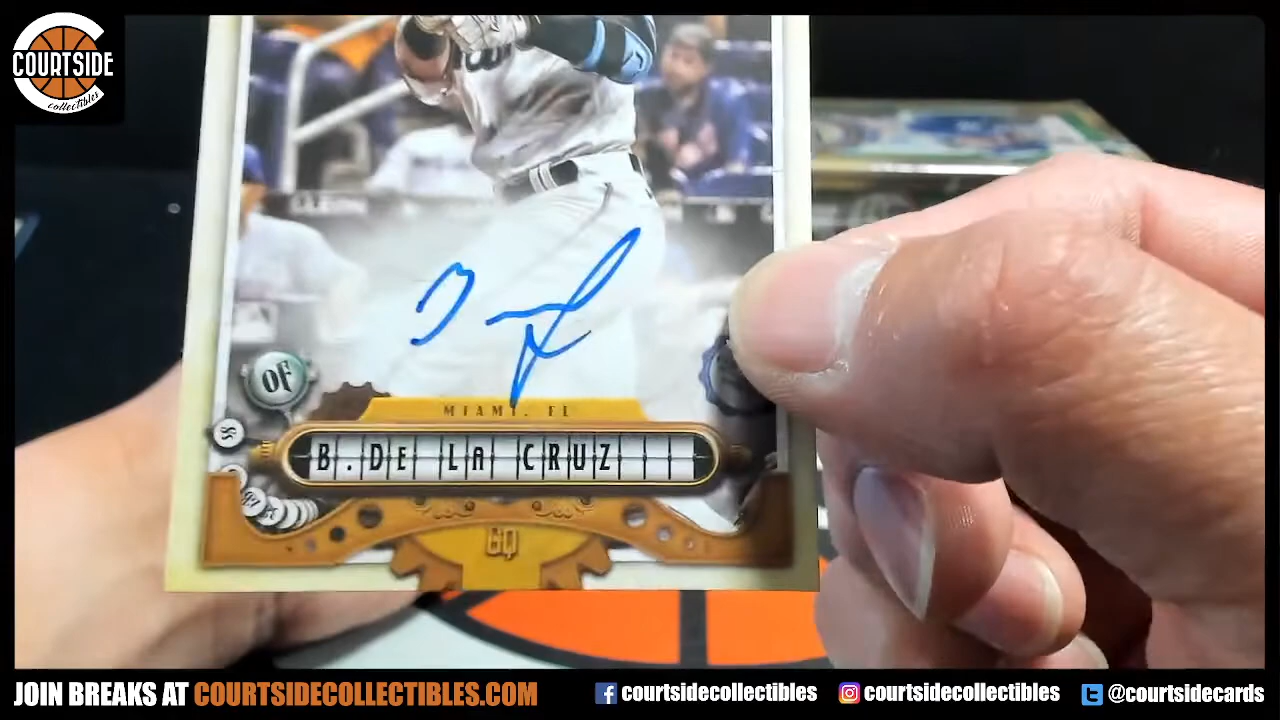 COURTSIDE
collectibles
OF
MIAMI, FL
B. DE LA CRUZ
GQ
JOIN BREAKS AT COURTSIDECOLLECTIBLES.COM
courtsidecollectibles
courtsidecollectibles
@courtsidecards